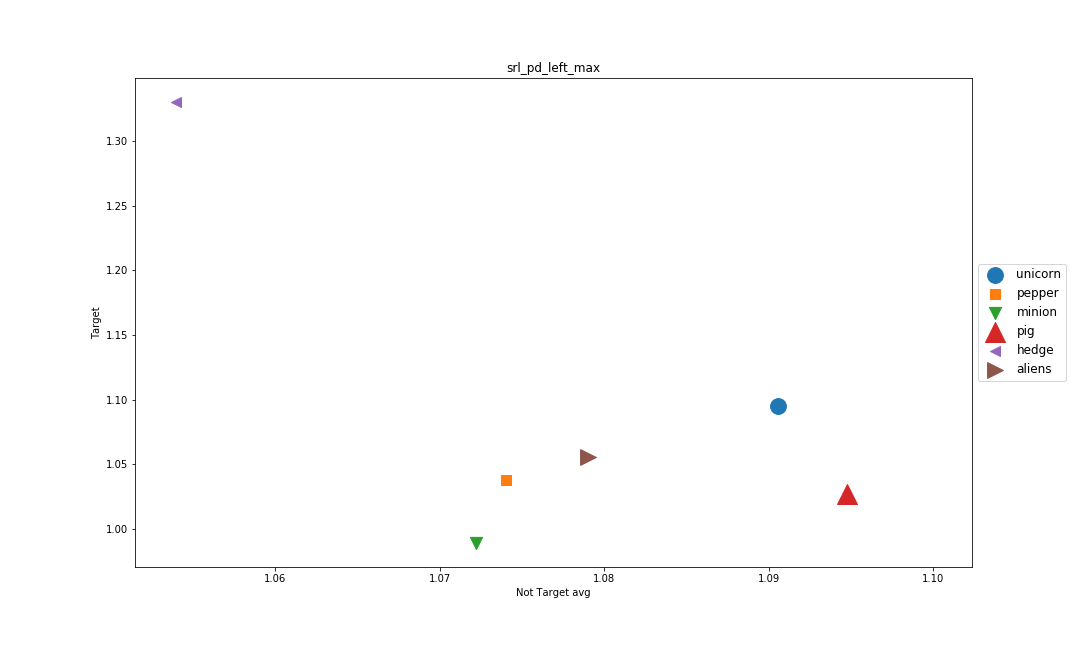 srl_pd_left_max
1.30
1.25
1.20
1.15
1.10
1.05
1.00
Target
1.06
1.07
1.08
1.09
1.10
Not Target avg
unicorn
pepper
minion
pig
hedge
aliens